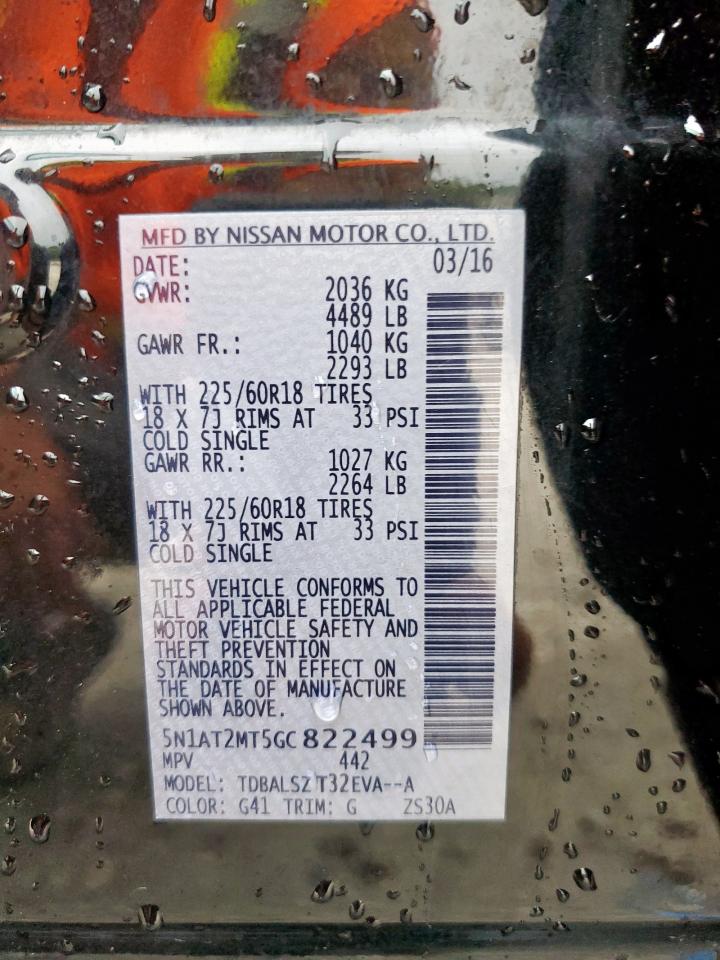 MFD BY NISSAN MOTOR CO., LTD.
DATE: 03/16
GVWR: 2036 KG
4489 LB
GAWR FR.: 1040 KG
2293 LB
WITH 225/60R18 TIRES
18 X 7J RIMS AT 33 PSI
COLD SINGLE
GAWR RR.: 1027 KG
2264 LB
WITH 225/60R18 TIRES
18 X 7J RIMS AT 33 PSI
COLD SINGLE
THIS VEHICLE CONFORMS TO
ALL APPLICABLE FEDERAL
MOTOR VEHICLE SAFETY AND
THEFT PREVENTION
STANDARDS IN EFFECT ON
THE DATE OF MANUFACTURE
SHOWN ABOVE.
5N1AT2MT5GC822499
MPV 442
MODEL: TDBALSZ T32EVA--A
COLOR: G41 TRIM: G ZS30A